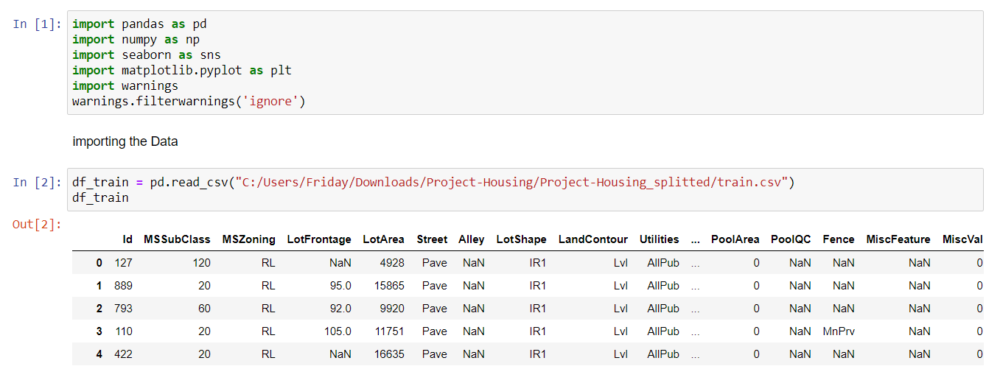 In [1]: import pandas as pd
import numpy as np
import seaborn as sns
import matplotlib.pyplot as plt
import warnings
warnings.filterwarnings('ignore')
importing the Data
In [2]: df_train = pd.read_csv("C:/Users/Friday/Downloads/Project-Housing/Project-Housing_splitted/train.csv")
df_train
Out[2]:
Id MSSubClass MSZoning LotFrontage LotArea Street Alley LotShape LandContour Utilities ... PoolArea PoolQC Fence MiscFeature MiscVal
0 127 120 RL NaN 4928 Pave NaN IR1 Lvl AllPub ... 0 NaN NaN NaN 0
1 889 20 RL 95.0 15865 Pave NaN IR1 Lvl AllPub ... 0 NaN NaN NaN 0
2 793 60 RL 92.0 9920 Pave NaN IR1 Lvl AllPub ... 0 NaN NaN NaN 0
3 110 20 RL 105.0 11751 Pave NaN IR1 Lvl AllPub ... 0 NaN MnPrv NaN 0
4 422 20 RL NaN 16635 Pave NaN IR1 Lvl AllPub ... 0 NaN NaN NaN 0